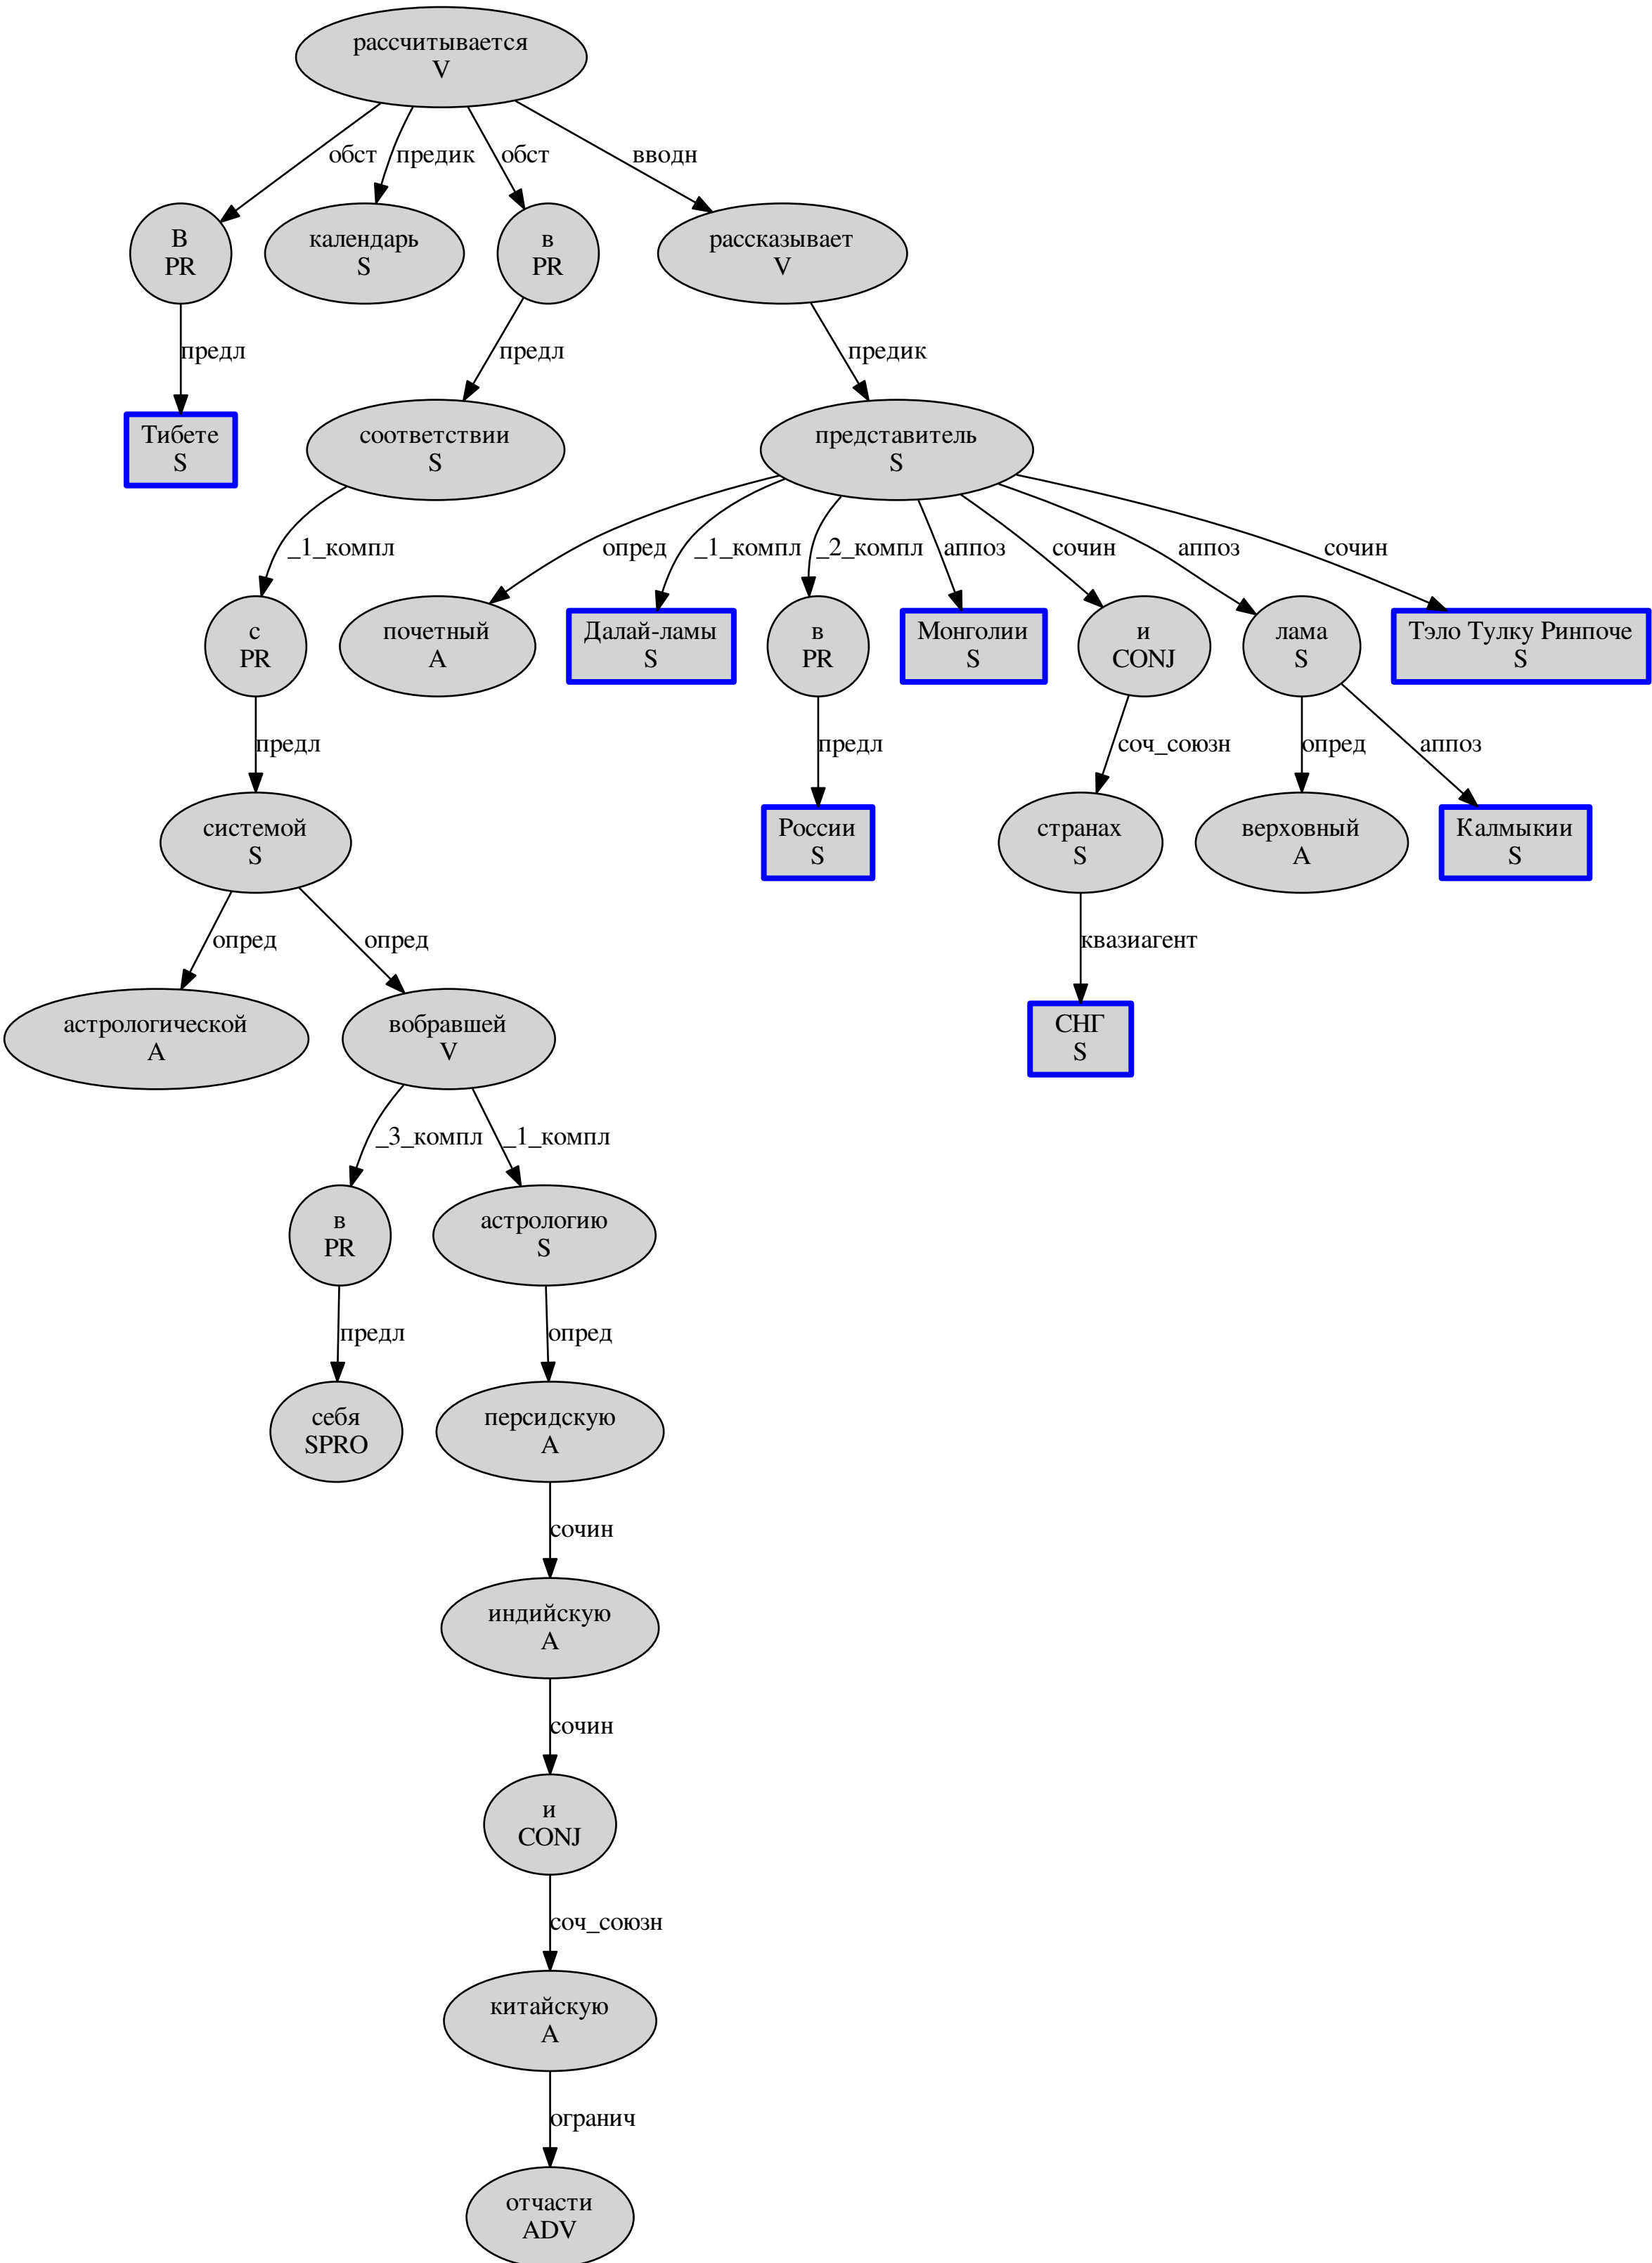 рассчитывается
V
обст
предик
обст
вводн
В
PR
календарь
S
в
PR
рассказывает
V
предл
предл
предик
Тибете
S
соответствии
S
представитель
S
_1_компл
опред
_1_компл
_2_компл
аппоз
сочин
аппоз
сочин
с
PR
почетный
A
Далай-ламы
S
в
PR
Монголии
S
и
CONJ
лама
S
Тэло Тулку Ринпоче
S
предл
предл
соч_союзн
опред
аппоз
системой
S
России
S
странах
S
верховный
A
Калмыкии
S
опред
опред
квазиагент
астрологической
A
вобравшей
V
СНГ
S
_3_компл
_1_компл
в
PR
астрологию
S
предл
опред
себя
SPRO
персидскую
A
сочин
индийскую
A
сочин
и
CONJ
соч_союзн
китайскую
A
огранич
отчасти
ADV